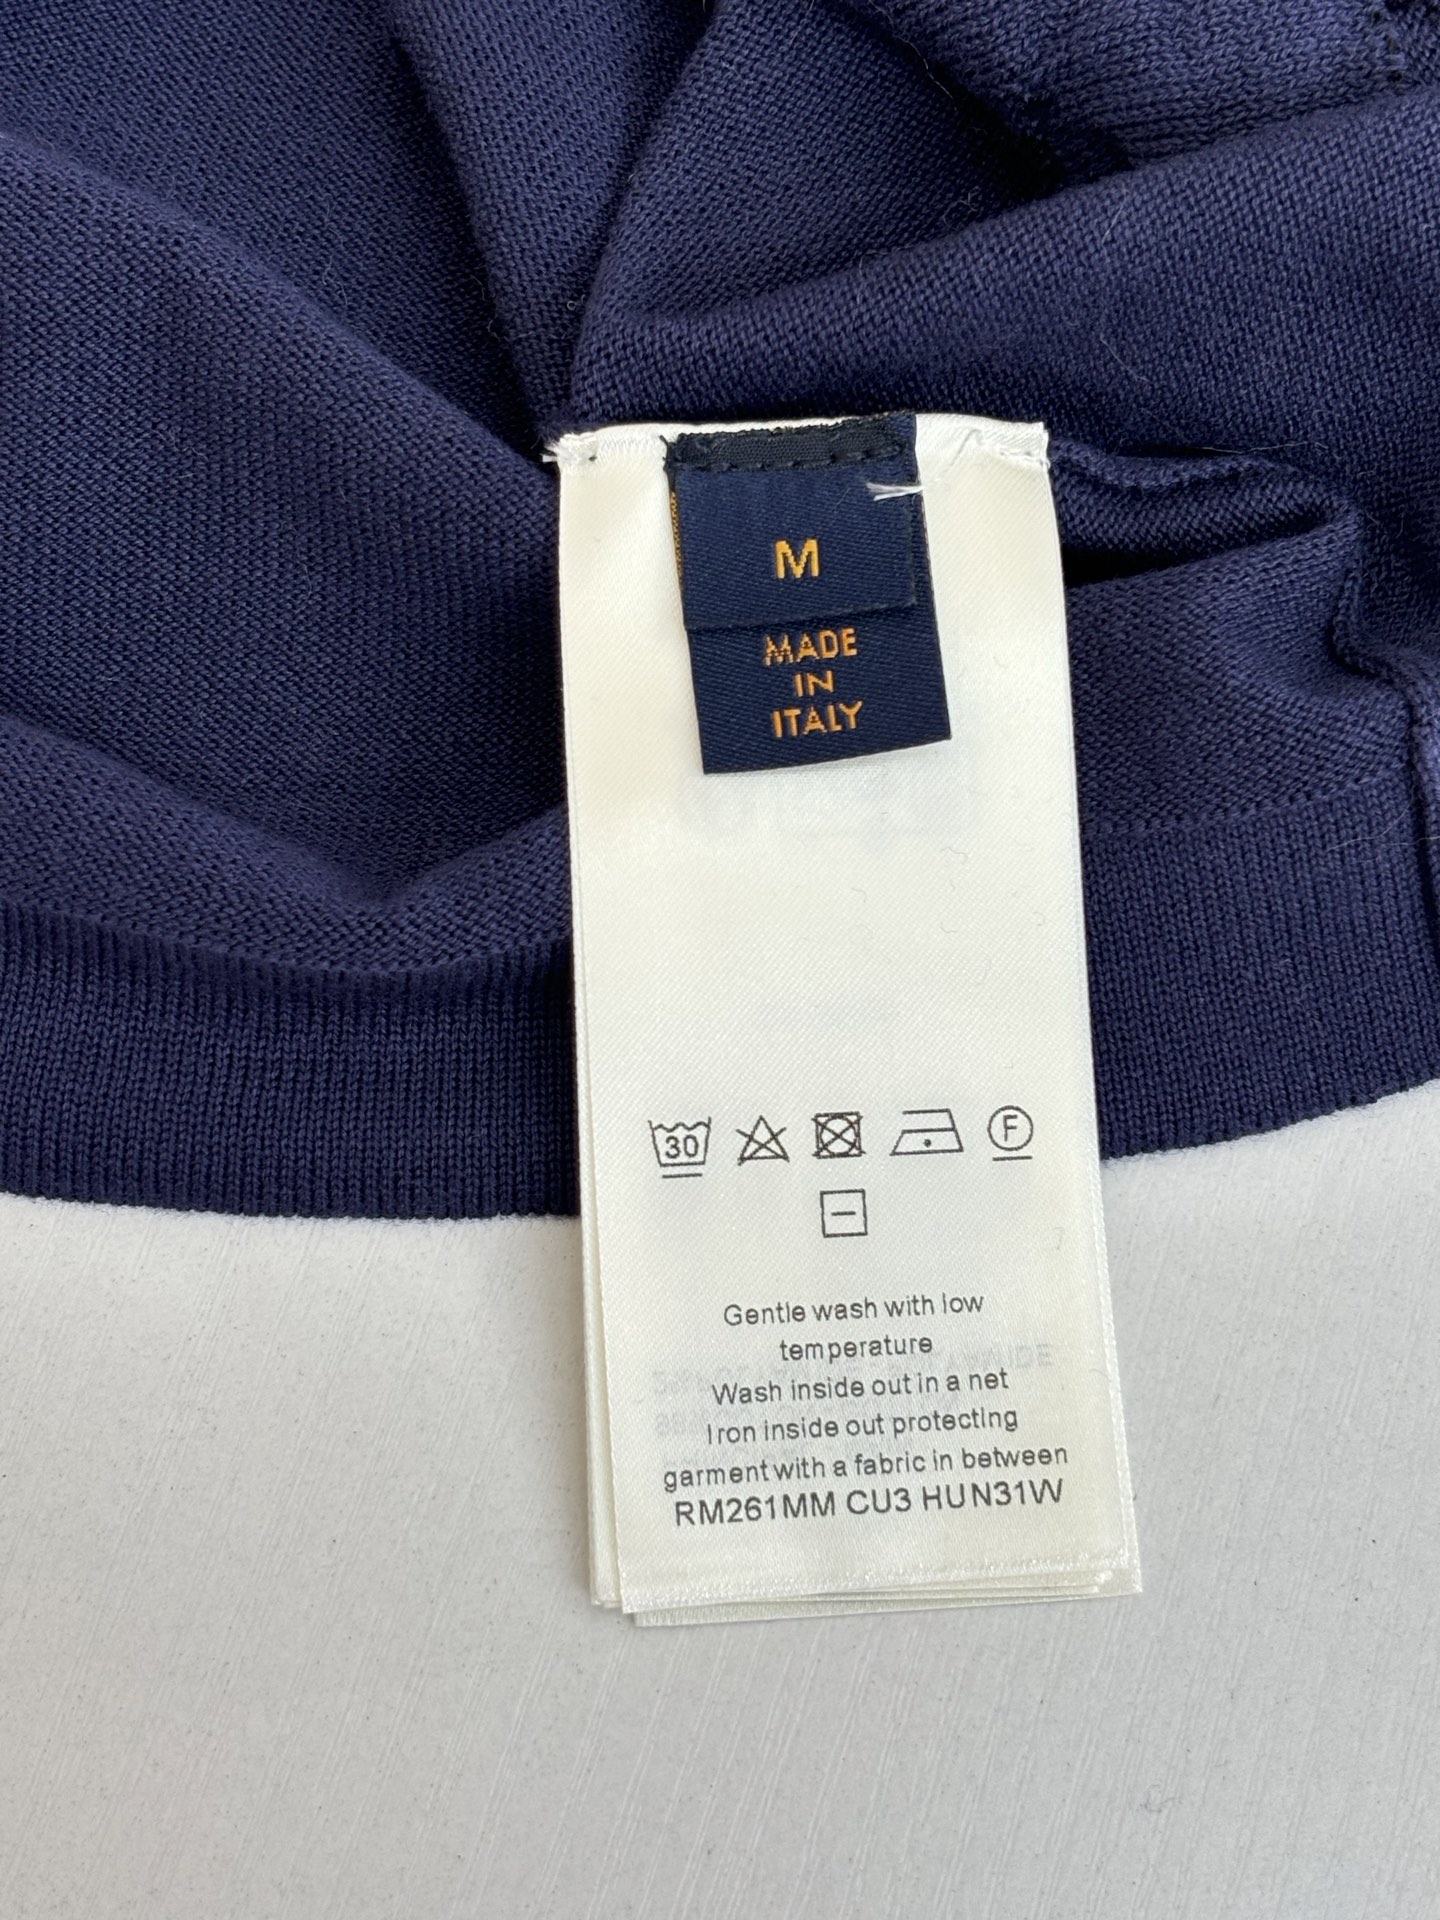 M
MADE
IN
ITALY
30
F
Gentle wash with low
temperature
Wash inside out in a net
Iron inside out protecting
garment with a fabric in between
RM261MM CU3 HUN31W